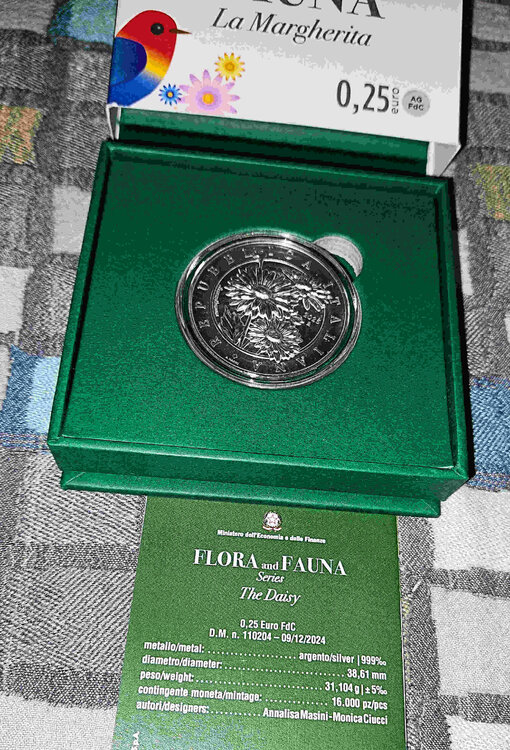 FAUNA
La Margherita
0,25 euro
AG
FdC
REPUBBLICA ITALIANA
Ministero dell'Economia e delle Finanze
FLORA and FAUNA
Series
The Daisy
0,25 Euro FdC
D.M. n. 110204 – 09/12/2024
metallo/metal: argento/silver | 999‰
diametro/diameter: 38,61 mm
peso/weight: 31,104 g | ±5‰
contingente moneta/mintage: 16.000 pz/pcs
autori/designers: Annalisa Masini - Monica Ciucci